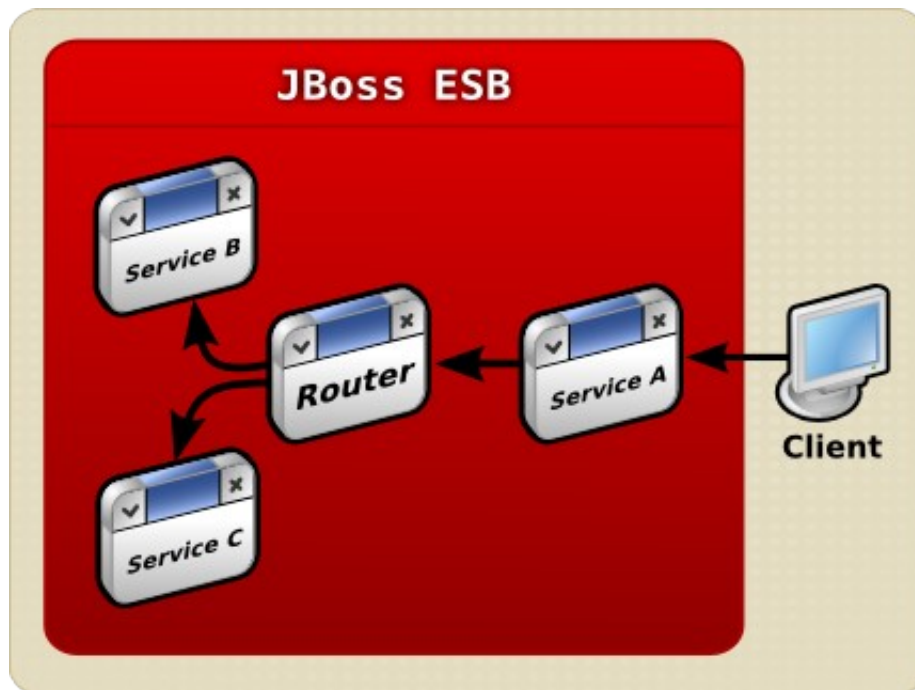 JBoss ESB
Service B
Router
Service A
Client
Service C